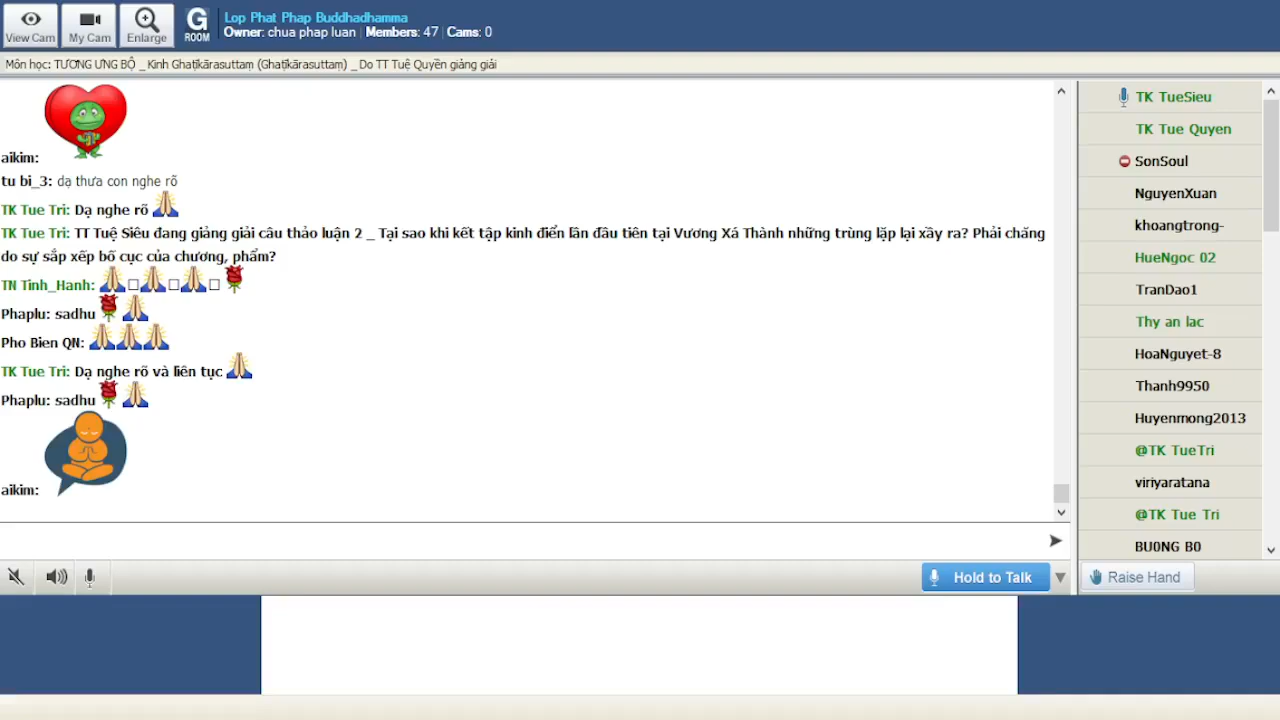 View Cam
My Cam
Enlarge
G
ROOM
Lop Phat Phap Buddhadhamma
Owner: chua phap luan | Members: 47 | Cams: 0
Môn học: TƯƠNG ƯNG BỘ _ Kinh Ghaṭīkārasuttaṃ (Ghaṭīkārasuttaṃ) _ Do TT Tuệ Quyền giảng giải
aikim:
tu bi_3: dạ thưa con nghe rõ
TK Tue Tri: Dạ nghe rõ
TK Tue Tri: TT Tuệ Siêu đang giảng giải câu thảo luận 2 _ Tại sao khi kết tập kinh điển lần đầu tiên tại Vương Xá Thành những trùng lặp lại xầy ra? Phải chăng
do sự sắp xếp bố cục của chương, phẩm?
TN Tinh_Hanh:
Phaplu: sadhu
Pho Bien QN:
TK Tue Tri: Dạ nghe rõ và liên tục
Phaplu: sadhu
aikim:
Hold to Talk
TK TueSieu
TK Tue Quyen
SonSoul
NguyenXuan
khoangtrong-
HueNgoc 02
TranDao1
Thy an lac
HoaNguyet-8
Thanh9950
Huyenmong2013
@TK TueTri
viriyaratana
@TK Tue Tri
BU0NG B0
Raise Hand